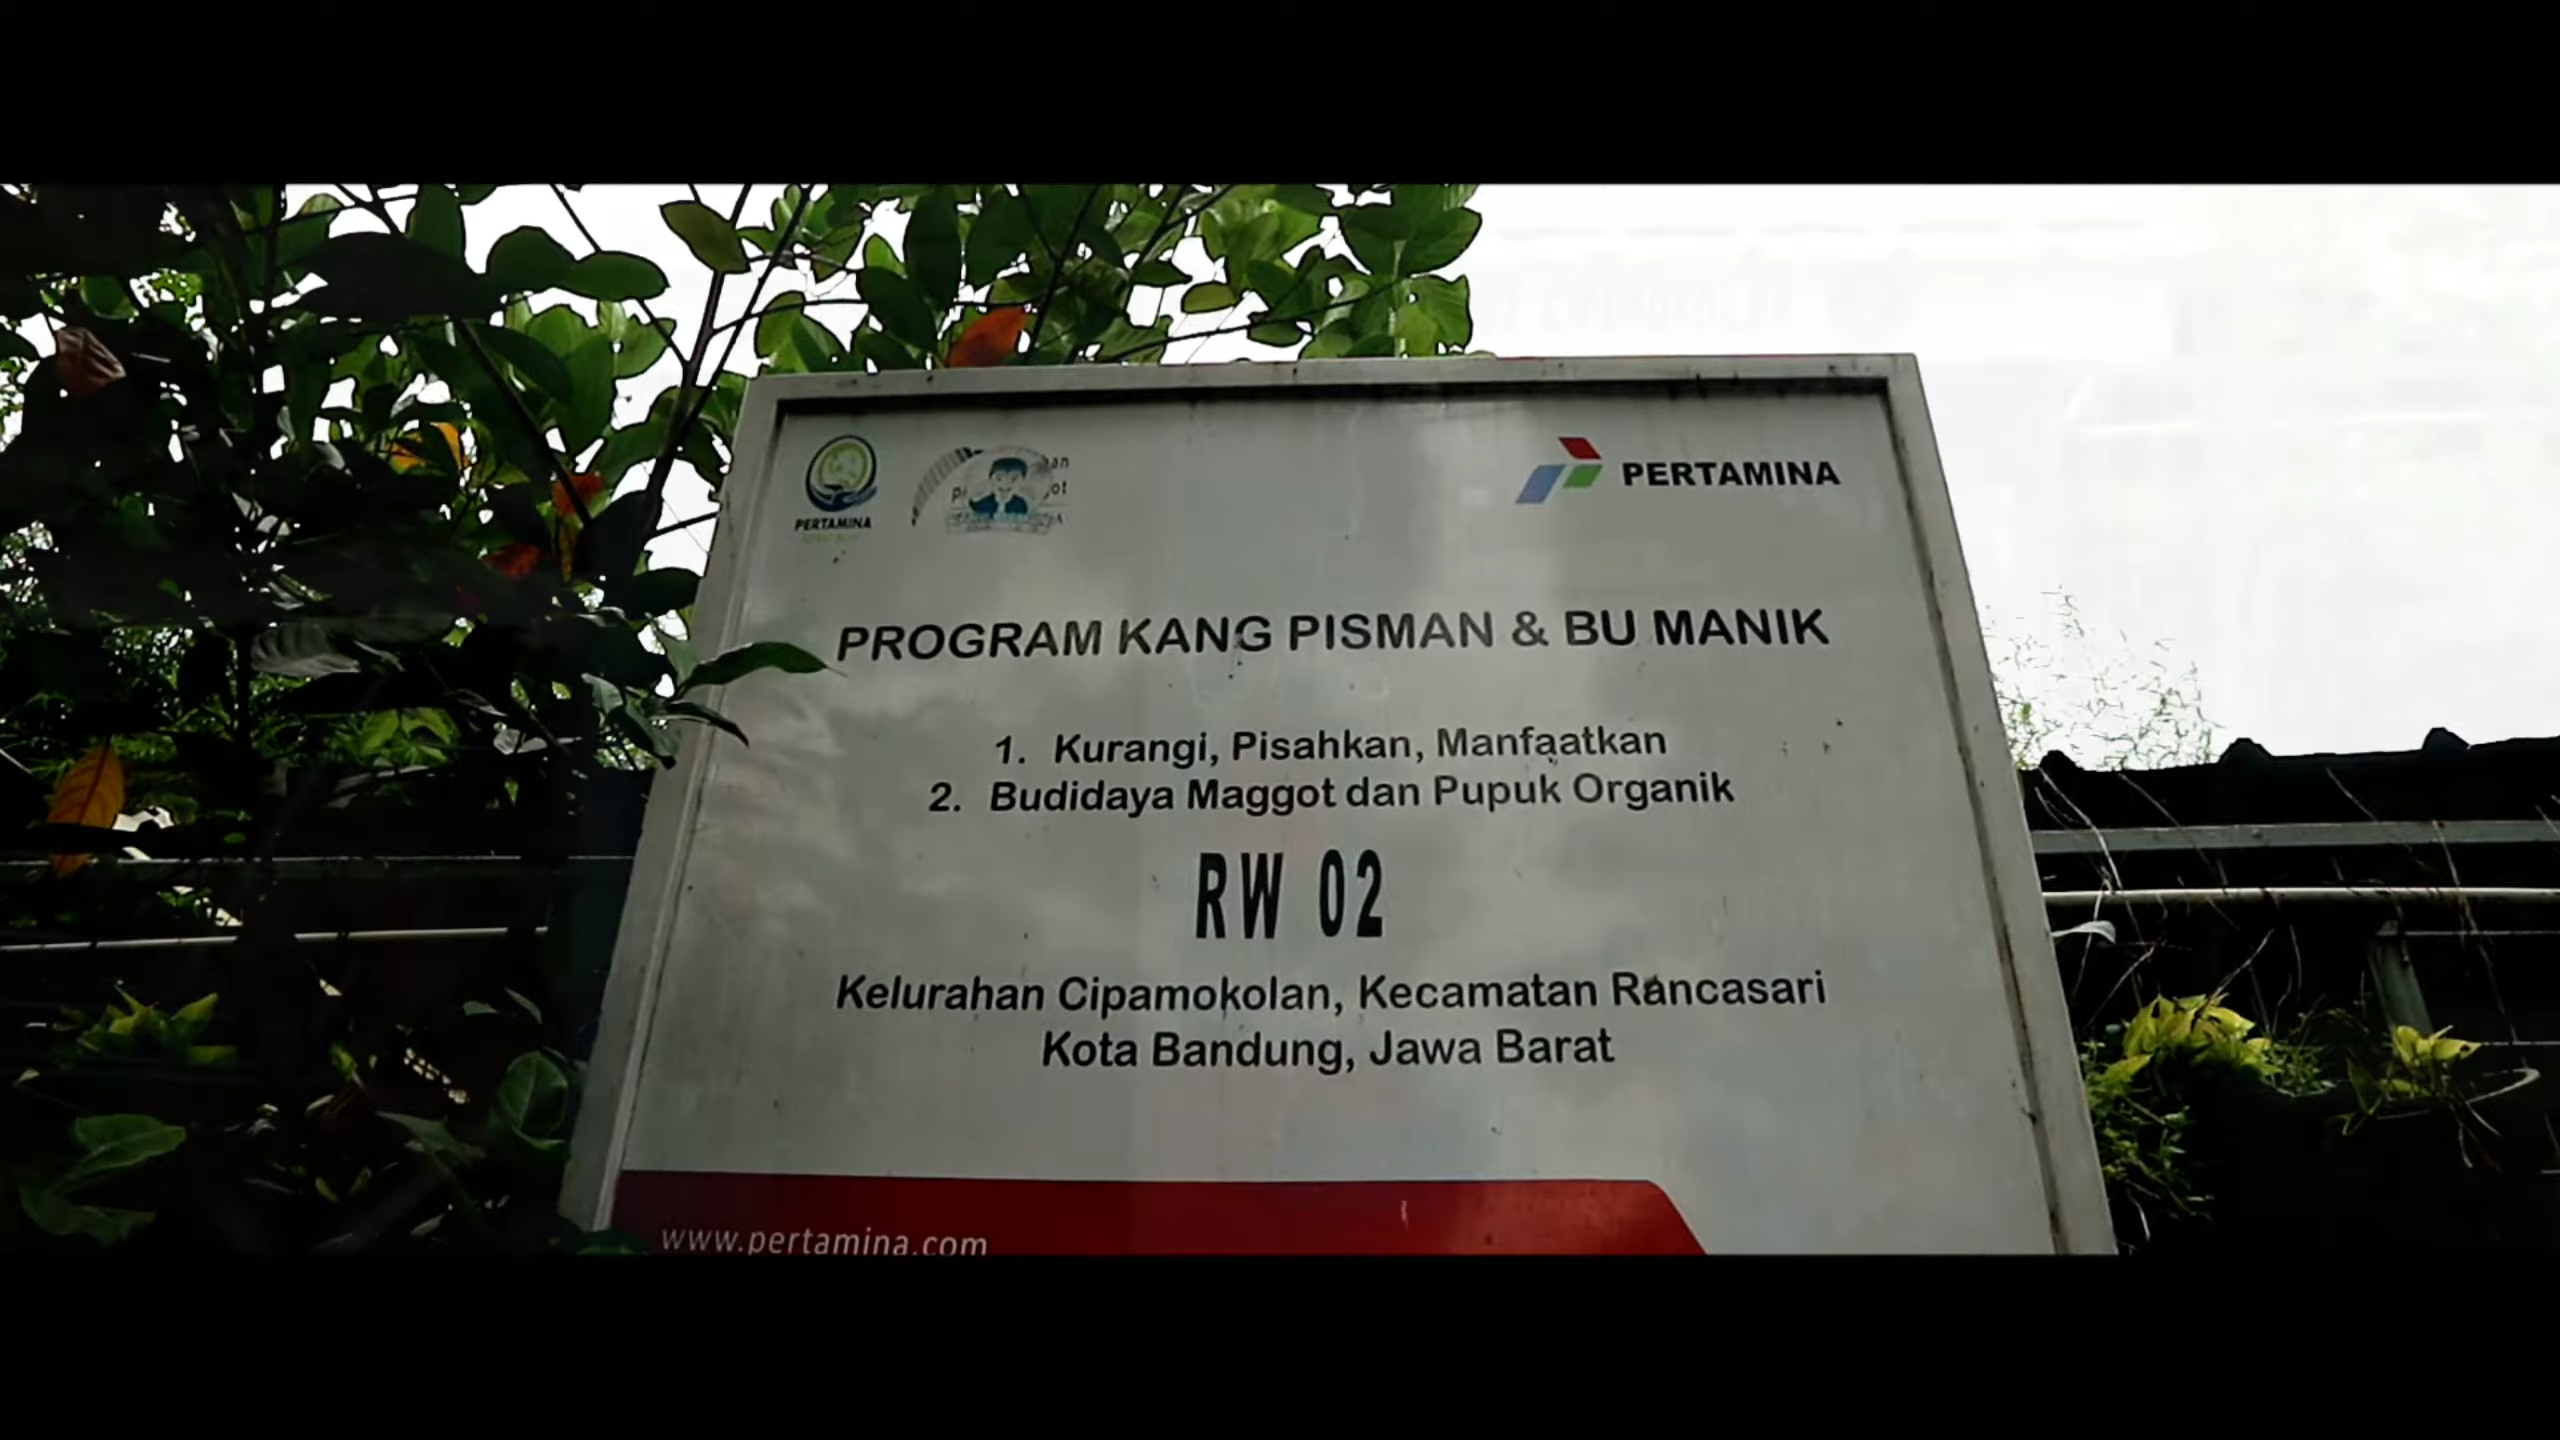 PERTAMINA
PERTAMINA
PROGRAM KANG PISMAN & BU MANIK
1. Kurangi, Pisahkan, Manfaatkan
2. Budidaya Maggot dan Pupuk Organik
RW 02
Kelurahan Cipamokolan, Kecamatan Rancasari
Kota Bandung, Jawa Barat
www.pertamina.com